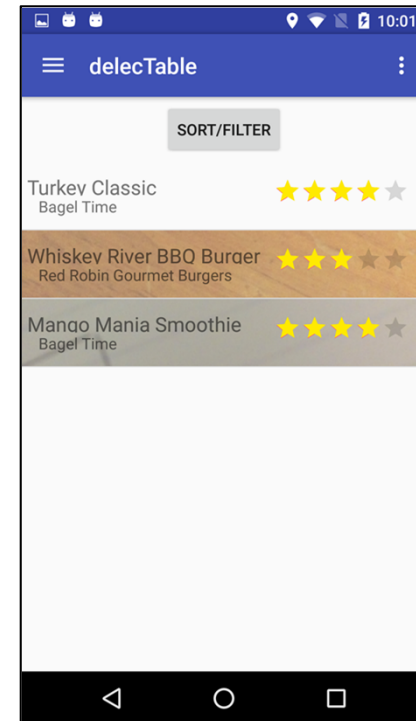 10:01
delecTable
SORT/FILTER
Turkey Classic
Bagel Time
Whiskey River BBQ Burger
Red Robin Gourmet Burgers
Mango Mania Smoothie
Bagel Time